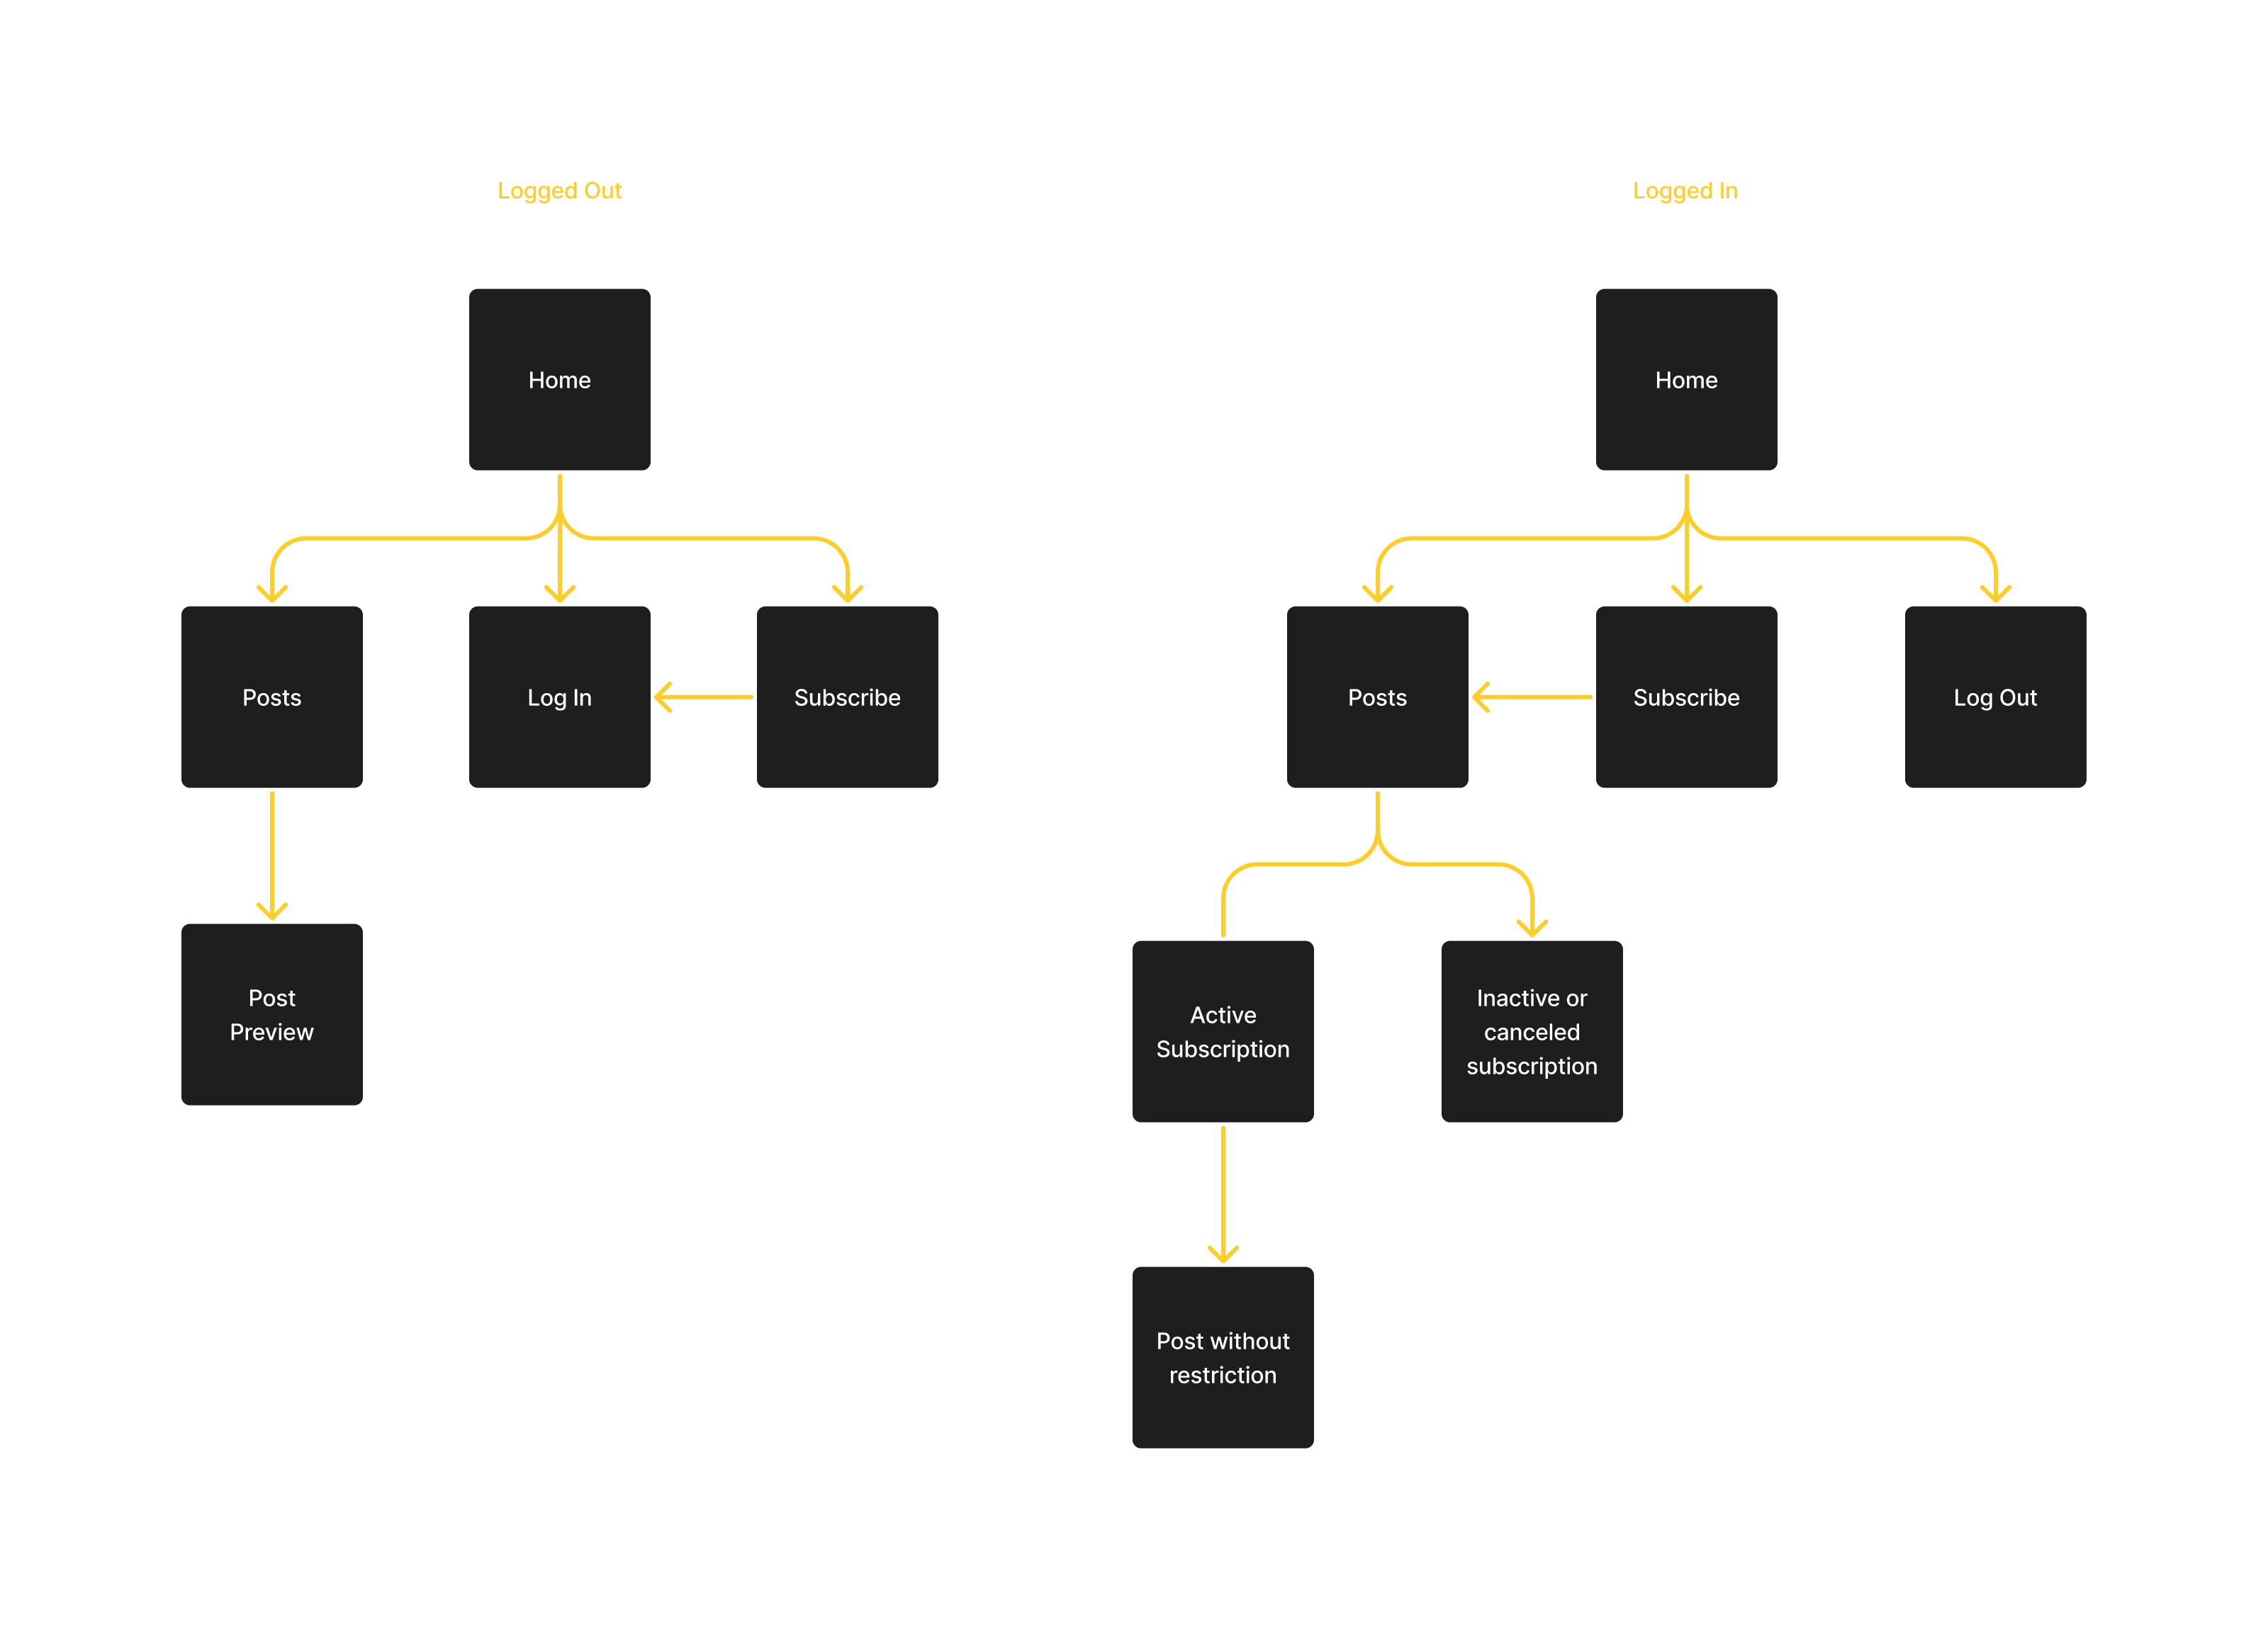 Logged Out
Home
Posts
Log In
Subscribe
Post
Preview
Logged In
Home
Posts
Subscribe
Log Out
Active
Subscription
Inactive or
canceled
subscription
Post without
restriction